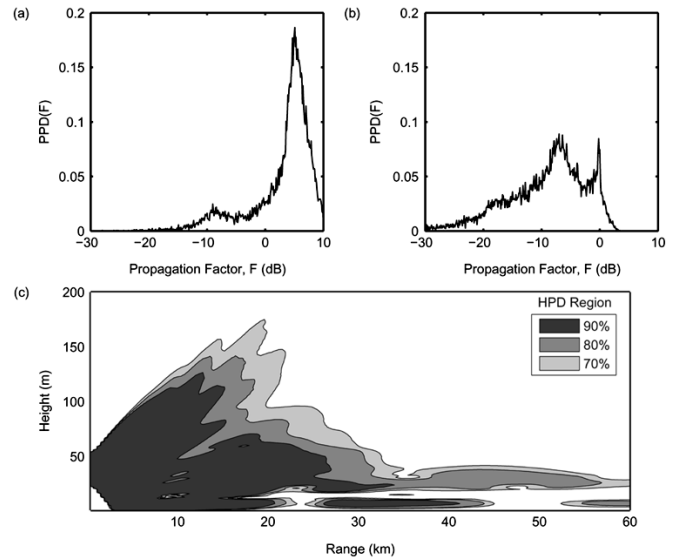 (a)
0.2
0.15
0.1
0.05
0
PPD(F)
−30 −20 −10 0 10
Propagation Factor, F (dB)
(b)
0.2
0.15
0.1
0.05
0
PPD(F)
−30 −20 −10 0 10
Propagation Factor, F (dB)
(c)
200
150
100
50
Height (m)
HPD Region
90%
80%
70%
10 20 30 40 50 60
Range (km)